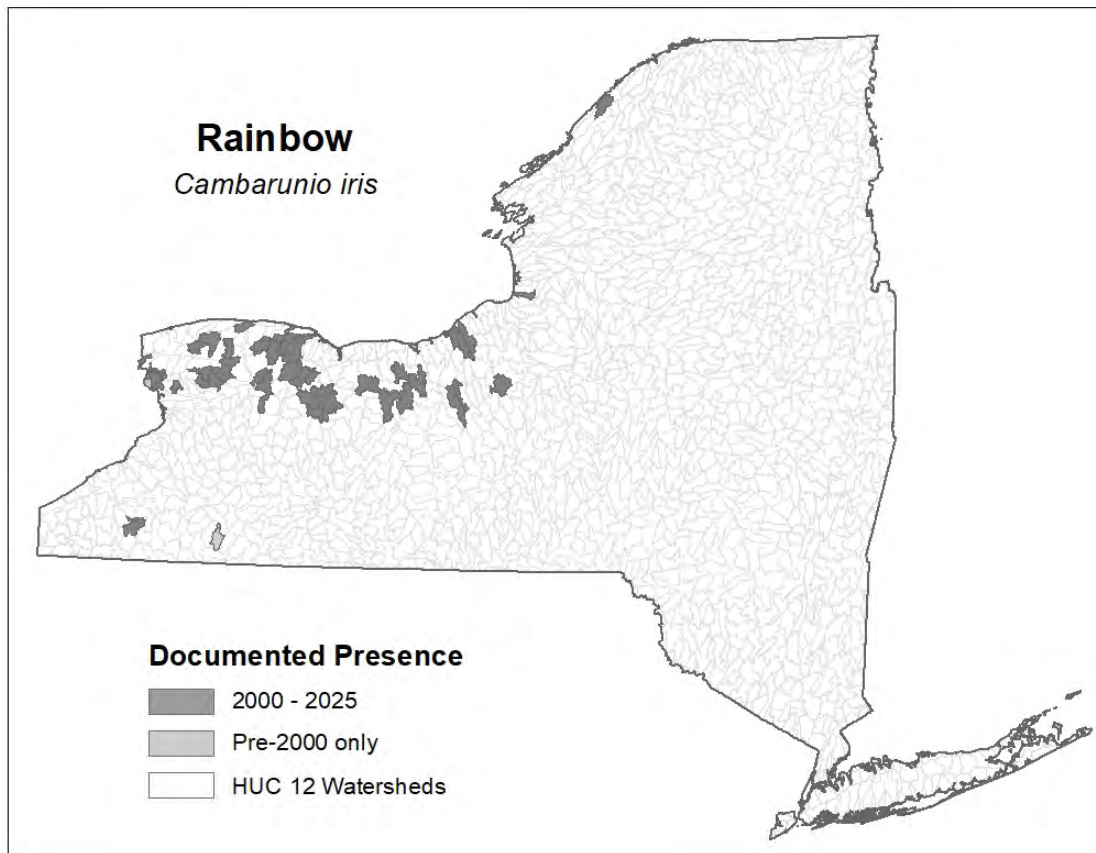 Rainbow
Cambarunio iris
Documented Presence
2000 - 2025
Pre-2000 only
HUC 12 Watersheds